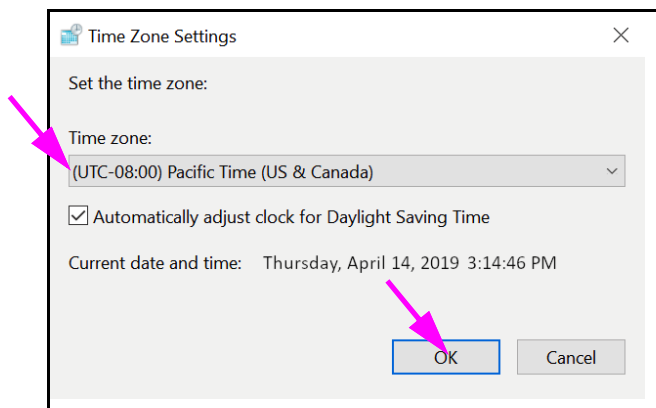 Time Zone Settings
Set the time zone:
Time zone:
(UTC-08:00) Pacific Time (US & Canada)
Automatically adjust clock for Daylight Saving Time
Current date and time: Thursday, April 14, 2019 3:14:46 PM
OK Cancel